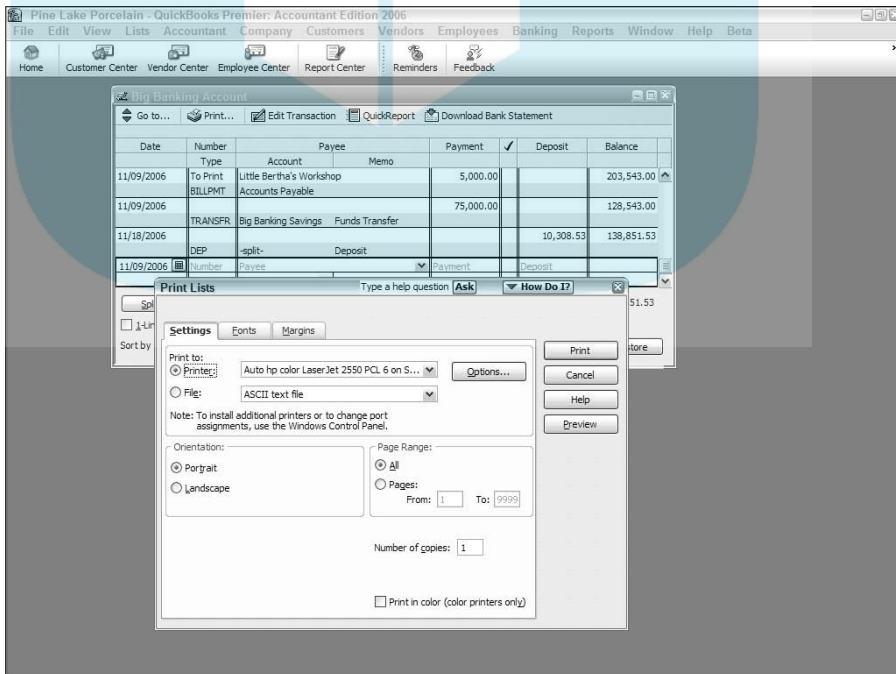 Pine Lake Porcelain - QuickBooks Premier: Accountant Edition 2006
File Edit View Lists Accountant Company Customers Vendors Employees Banking Reports Window Help Beta
Home Customer Center Vendor Center Employee Center Report Center Reminders Feedback
Big Banking Account
Go to... Print... Edit Transaction QuickReport Download Bank Statement
Date Number Payee Payment ✓ Deposit Balance
Type Account Memo
11/09/2006 To Print Little Bertha's Workshop 5,000.00 203,543.00
BILLPMT Accounts Payable
11/09/2006 75,000.00 128,543.00
TRANSFR Big Banking Savings Funds Transfer
11/18/2006 10,308.53 138,851.53
DEP -split- Deposit
11/09/2006 Number Payee Payment Deposit
Print Lists Type a help question Ask How Do I?
Spl 51.53
1-Lin
Settings Fonts Margins
Sort by tore
Print
Print to:
Printer: Auto hp color LaserJet 2550 PCL 6 on S... Options...
Cancel
File: ASCII text file
Help
Note: To install additional printers or to change port
assignments, use the Windows Control Panel.
Preview
Orientation: Page Range:
Portrait All
Landscape Pages:
From: 1 To: 9999
Number of copies: 1
Print in color (color printers only)